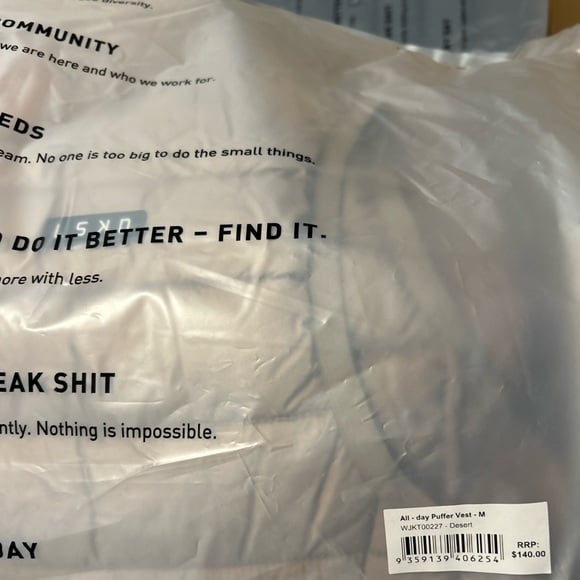 diversity.
OMMUNITY
we are here and who we work for.
EDS
eam. No one is too big to do the small things.
DO IT BETTER – FIND IT.
ore with less.
EAK SHIT
ntly. Nothing is impossible.
DAY
All - day Puffer Vest - M
WJKT00227 - Desert
9 359139 406254
RRP:
$140.00